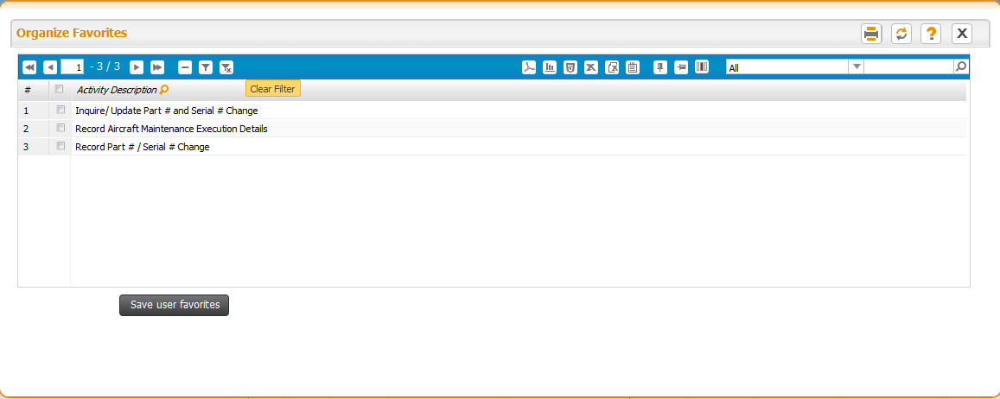 Organize Favorites
? X
1 - 3 / 3 All
# Activity Description Clear Filter
1 Inquire/ Update Part # and Serial # Change
2 Record Aircraft Maintenance Execution Details
3 Record Part # / Serial # Change
Save user favorites